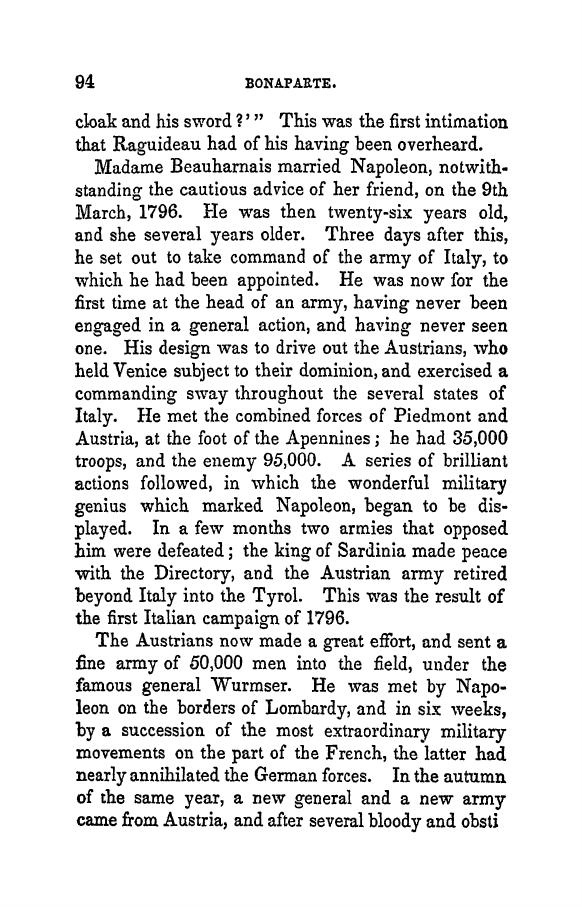 94 BONAPARTE.
cloak and his sword?'" This was the first intimation
that Raguideau had of his having been overheard.
Madame Beauharnais married Napoleon, notwith-
standing the cautious advice of her friend, on the 9th
March, 1796. He was then twenty-six years old,
and she several years older. Three days after this,
he set out to take command of the army of Italy, to
which he had been appointed. He was now for the
first time at the head of an army, having never been
engaged in a general action, and having never seen
one. His design was to drive out the Austrians, who
held Venice subject to their dominion, and exercised a
commanding sway throughout the several states of
Italy. He met the combined forces of Piedmont and
Austria, at the foot of the Apennines; he had 35,000
troops, and the enemy 95,000. A series of brilliant
actions followed, in which the wonderful military
genius which marked Napoleon, began to be dis-
played. In a few months two armies that opposed
him were defeated; the king of Sardinia made peace
with the Directory, and the Austrian army retired
beyond Italy into the Tyrol. This was the result of
the first Italian campaign of 1796.
The Austrians now made a great effort, and sent a
fine army of 50,000 men into the field, under the
famous general Wurmser. He was met by Napo-
leon on the borders of Lombardy, and in six weeks,
by a succession of the most extraordinary military
movements on the part of the French, the latter had
nearly annihilated the German forces. In the autumn
of the same year, a new general and a new army
came from Austria, and after several bloody and obsti